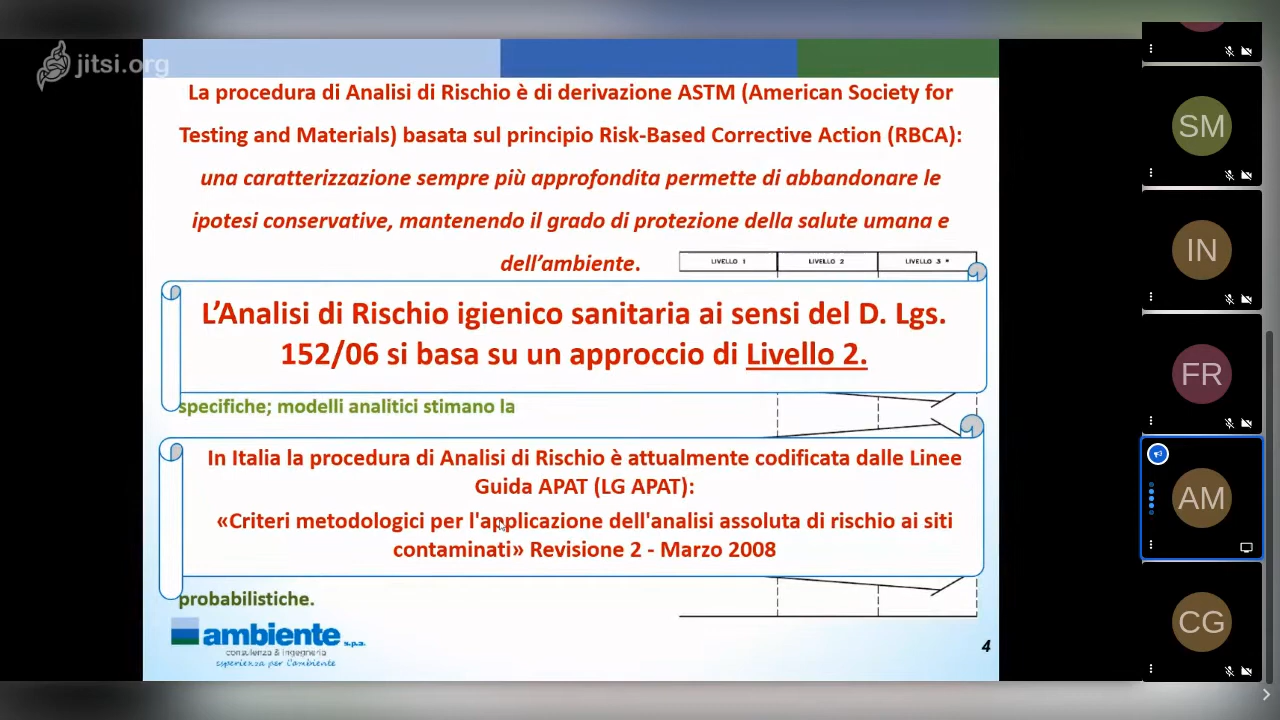 jitsi.org
La procedura di Analisi di Rischio è di derivazione ASTM (American Society for
Testing and Materials) basata sul principio Risk-Based Corrective Action (RBCA):
una caratterizzazione sempre più approfondita permette di abbandonare le
ipotesi conservative, mantenendo il grado di protezione della salute umana e
dell'ambiente.
LIVELLO 1 LIVELLO 2 LIVELLO 3 *
L'Analisi di Rischio igienico sanitaria ai sensi del D. Lgs.
152/06 si basa su un approccio di Livello 2.
specifiche; modelli analitici stimano la
In Italia la procedura di Analisi di Rischio è attualmente codificata dalle Linee
Guida APAT (LG APAT):
«Criteri metodologici per l'applicazione dell'analisi assoluta di rischio ai siti
contaminati» Revisione 2 - Marzo 2008
probabilistiche.
ambiente s.p.a.
consulenza & ingegneria
esperienza per l'ambiente
4
SM
IN
FR
AM
CG